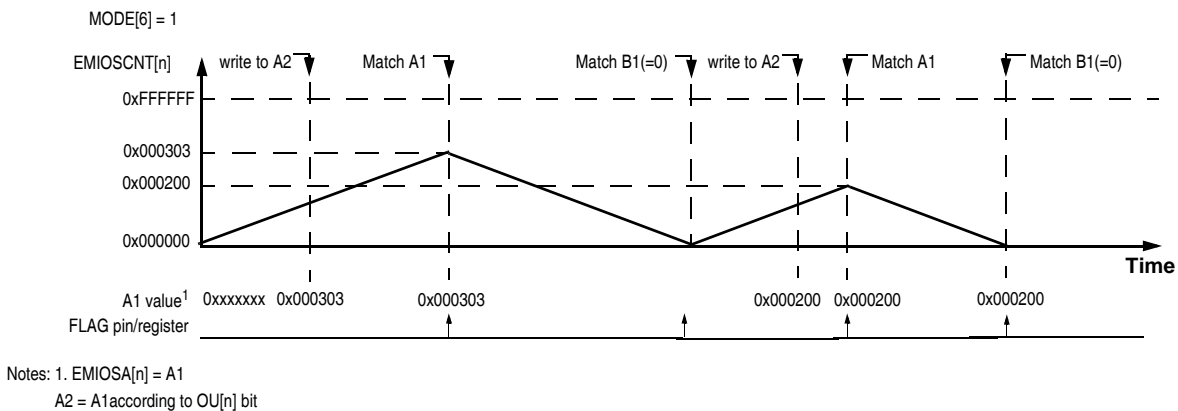 MODE[6] = 1
EMIOSCNT[n] write to A2 Match A1 Match B1(=0) write to A2 Match A1 Match B1(=0)
0xFFFFFF
0x000303
0x000200
0x000000
Time
A1 value1 0xxxxxxx 0x000303 0x000303 0x000200 0x000200 0x000200
FLAG pin/register
Notes: 1. EMIOSA[n] = A1
A2 = A1according to OU[n] bit